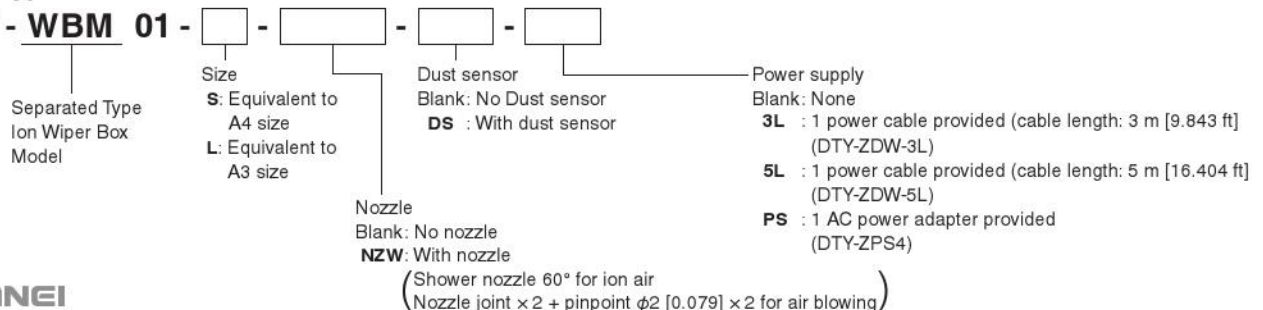 - WBM 01 - - - -
Separated Type
Ion Wiper Box
Model
Size
S: Equivalent to
A4 size
L: Equivalent to
A3 size
Nozzle
Blank: No nozzle
NZW: With nozzle
(Shower nozzle 60° for ion air
Nozzle joint ×2 + pinpoint ϕ2 [0.079] ×2 for air blowing)
Dust sensor
Blank: No Dust sensor
DS : With dust sensor
Power supply
Blank: None
3L : 1 power cable provided (cable length: 3 m [9.843 ft]
(DTY-ZDW-3L)
5L : 1 power cable provided (cable length: 5 m [16.404 ft]
(DTY-ZDW-5L)
PS : 1 AC power adapter provided
(DTY-ZPS4)